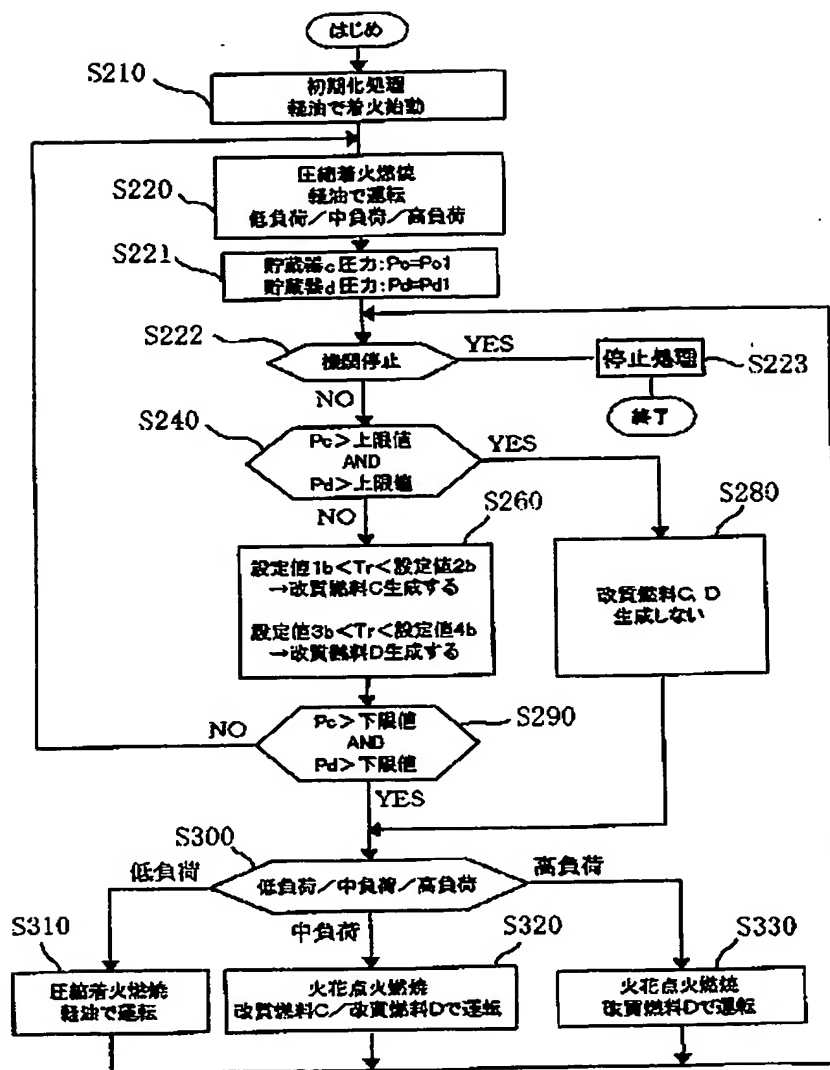 はじめ
S210
初期化処理
軽油で着火始動
S220
圧縮着火燃焼
軽油で運転
低負荷/中負荷/高負荷
S221
貯蔵器c圧力:Pc=Pc1
貯蔵器d圧力:Pd=Pd1
S222
機関停止
YES
停止処理
S223
終了
NO
S240
Pc>上限値
AND
Pd>上限値
YES
NO
S260
設定値1b<Tr<設定値2b
→改質燃料C生成する
設定値3b<Tr<設定値4b
→改質燃料D生成する
S280
改質燃料C, D
生成しない
NO
Pc>下限値
AND
Pd>下限値
S290
YES
S300
低負荷
低負荷/中負荷/高負荷
高負荷
中負荷
S310
圧縮着火燃焼
軽油で運転
S320
火花点火燃焼
改質燃料C/改質燃料Dで運転
S330
火花点火燃焼
改質燃料Dで運転